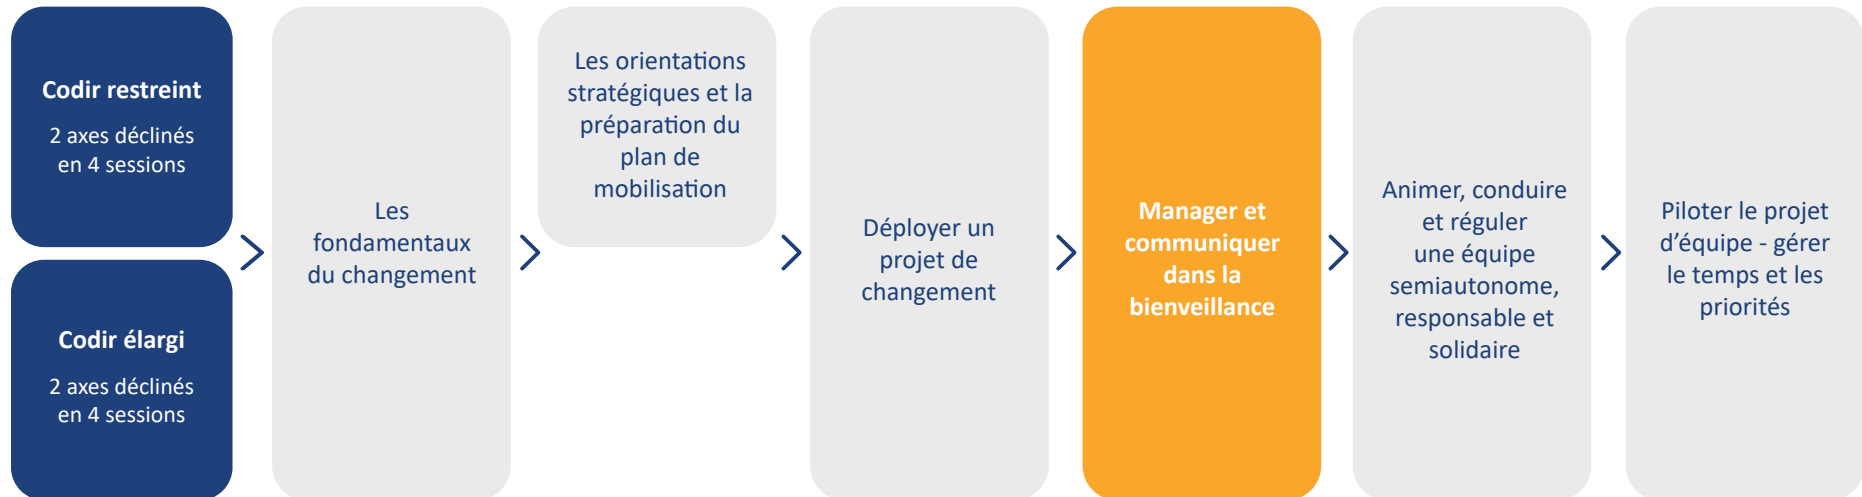 Codir restreint
2 axes déclinés
en 4 sessions
Codir élargi
2 axes déclinés
en 4 sessions
Les
fondamentaux
du changement
Les orientations
stratégiques et la
préparation du
plan de
mobilisation
Déployer un
projet de
changement
Manager et
communiquer
dans la
bienveillance
Animer, conduire
et réguler
une équipe
semiautonome,
responsable et
solidaire
Piloter le projet
d’équipe - gérer
le temps et les
priorités